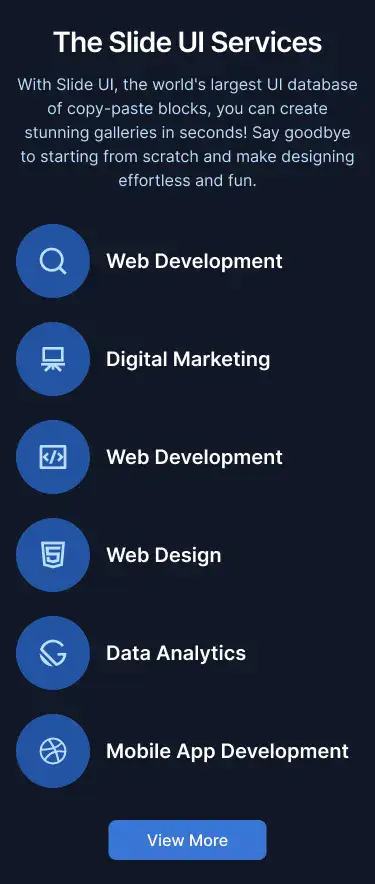 The Slide UI Services
With Slide UI, the world's largest UI database
of copy-paste blocks, you can create
stunning galleries in seconds! Say goodbye
to starting from scratch and make designing
effortless and fun.
Web Development
Digital Marketing
Web Development
Web Design
Data Analytics
Mobile App Development
View More